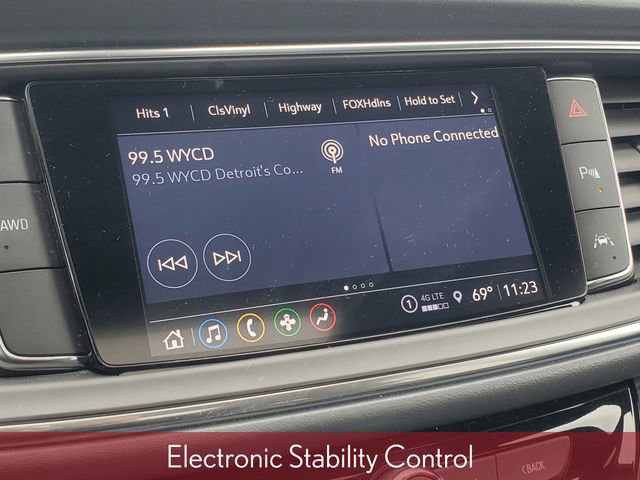 Hits 1 ClsVinyl Highway FOXHdlns Hold to Set
99.5 WYCD
99.5 WYCD Detroit's Co...
FM
No Phone Connected
AWD
P
1 4G LTE 69° 11:23
Electronic Stability Control
BACK